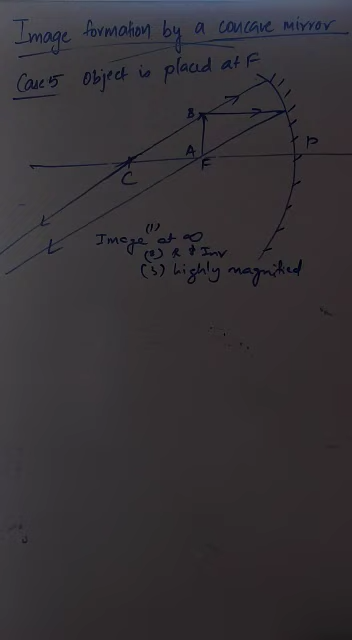 Image formation by a concave mirror
Case 5 Object is placed at F
B
A
P
C
F
(1)
Image at ∞
(2) R & Inv
(3) highly magnified